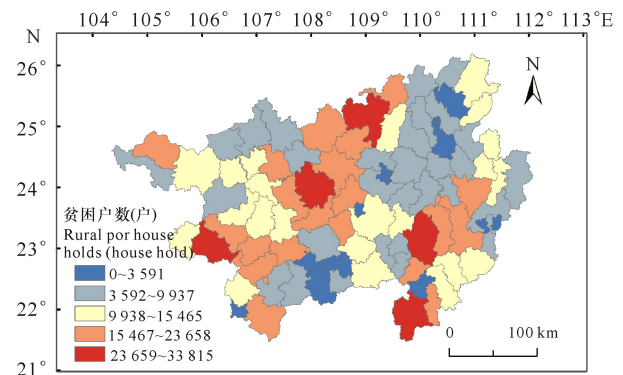 104° 105° 106° 107° 108° 109° 110° 111° 112° 113°E
N
26°
25°
24°
23°
22°
21°
N
贫困户数(户)
Rural por house
holds (house hold)
0~3 591
3 592~9 937
9 938~15 465
15 467~23 658
23 659~33 815
0 100 km